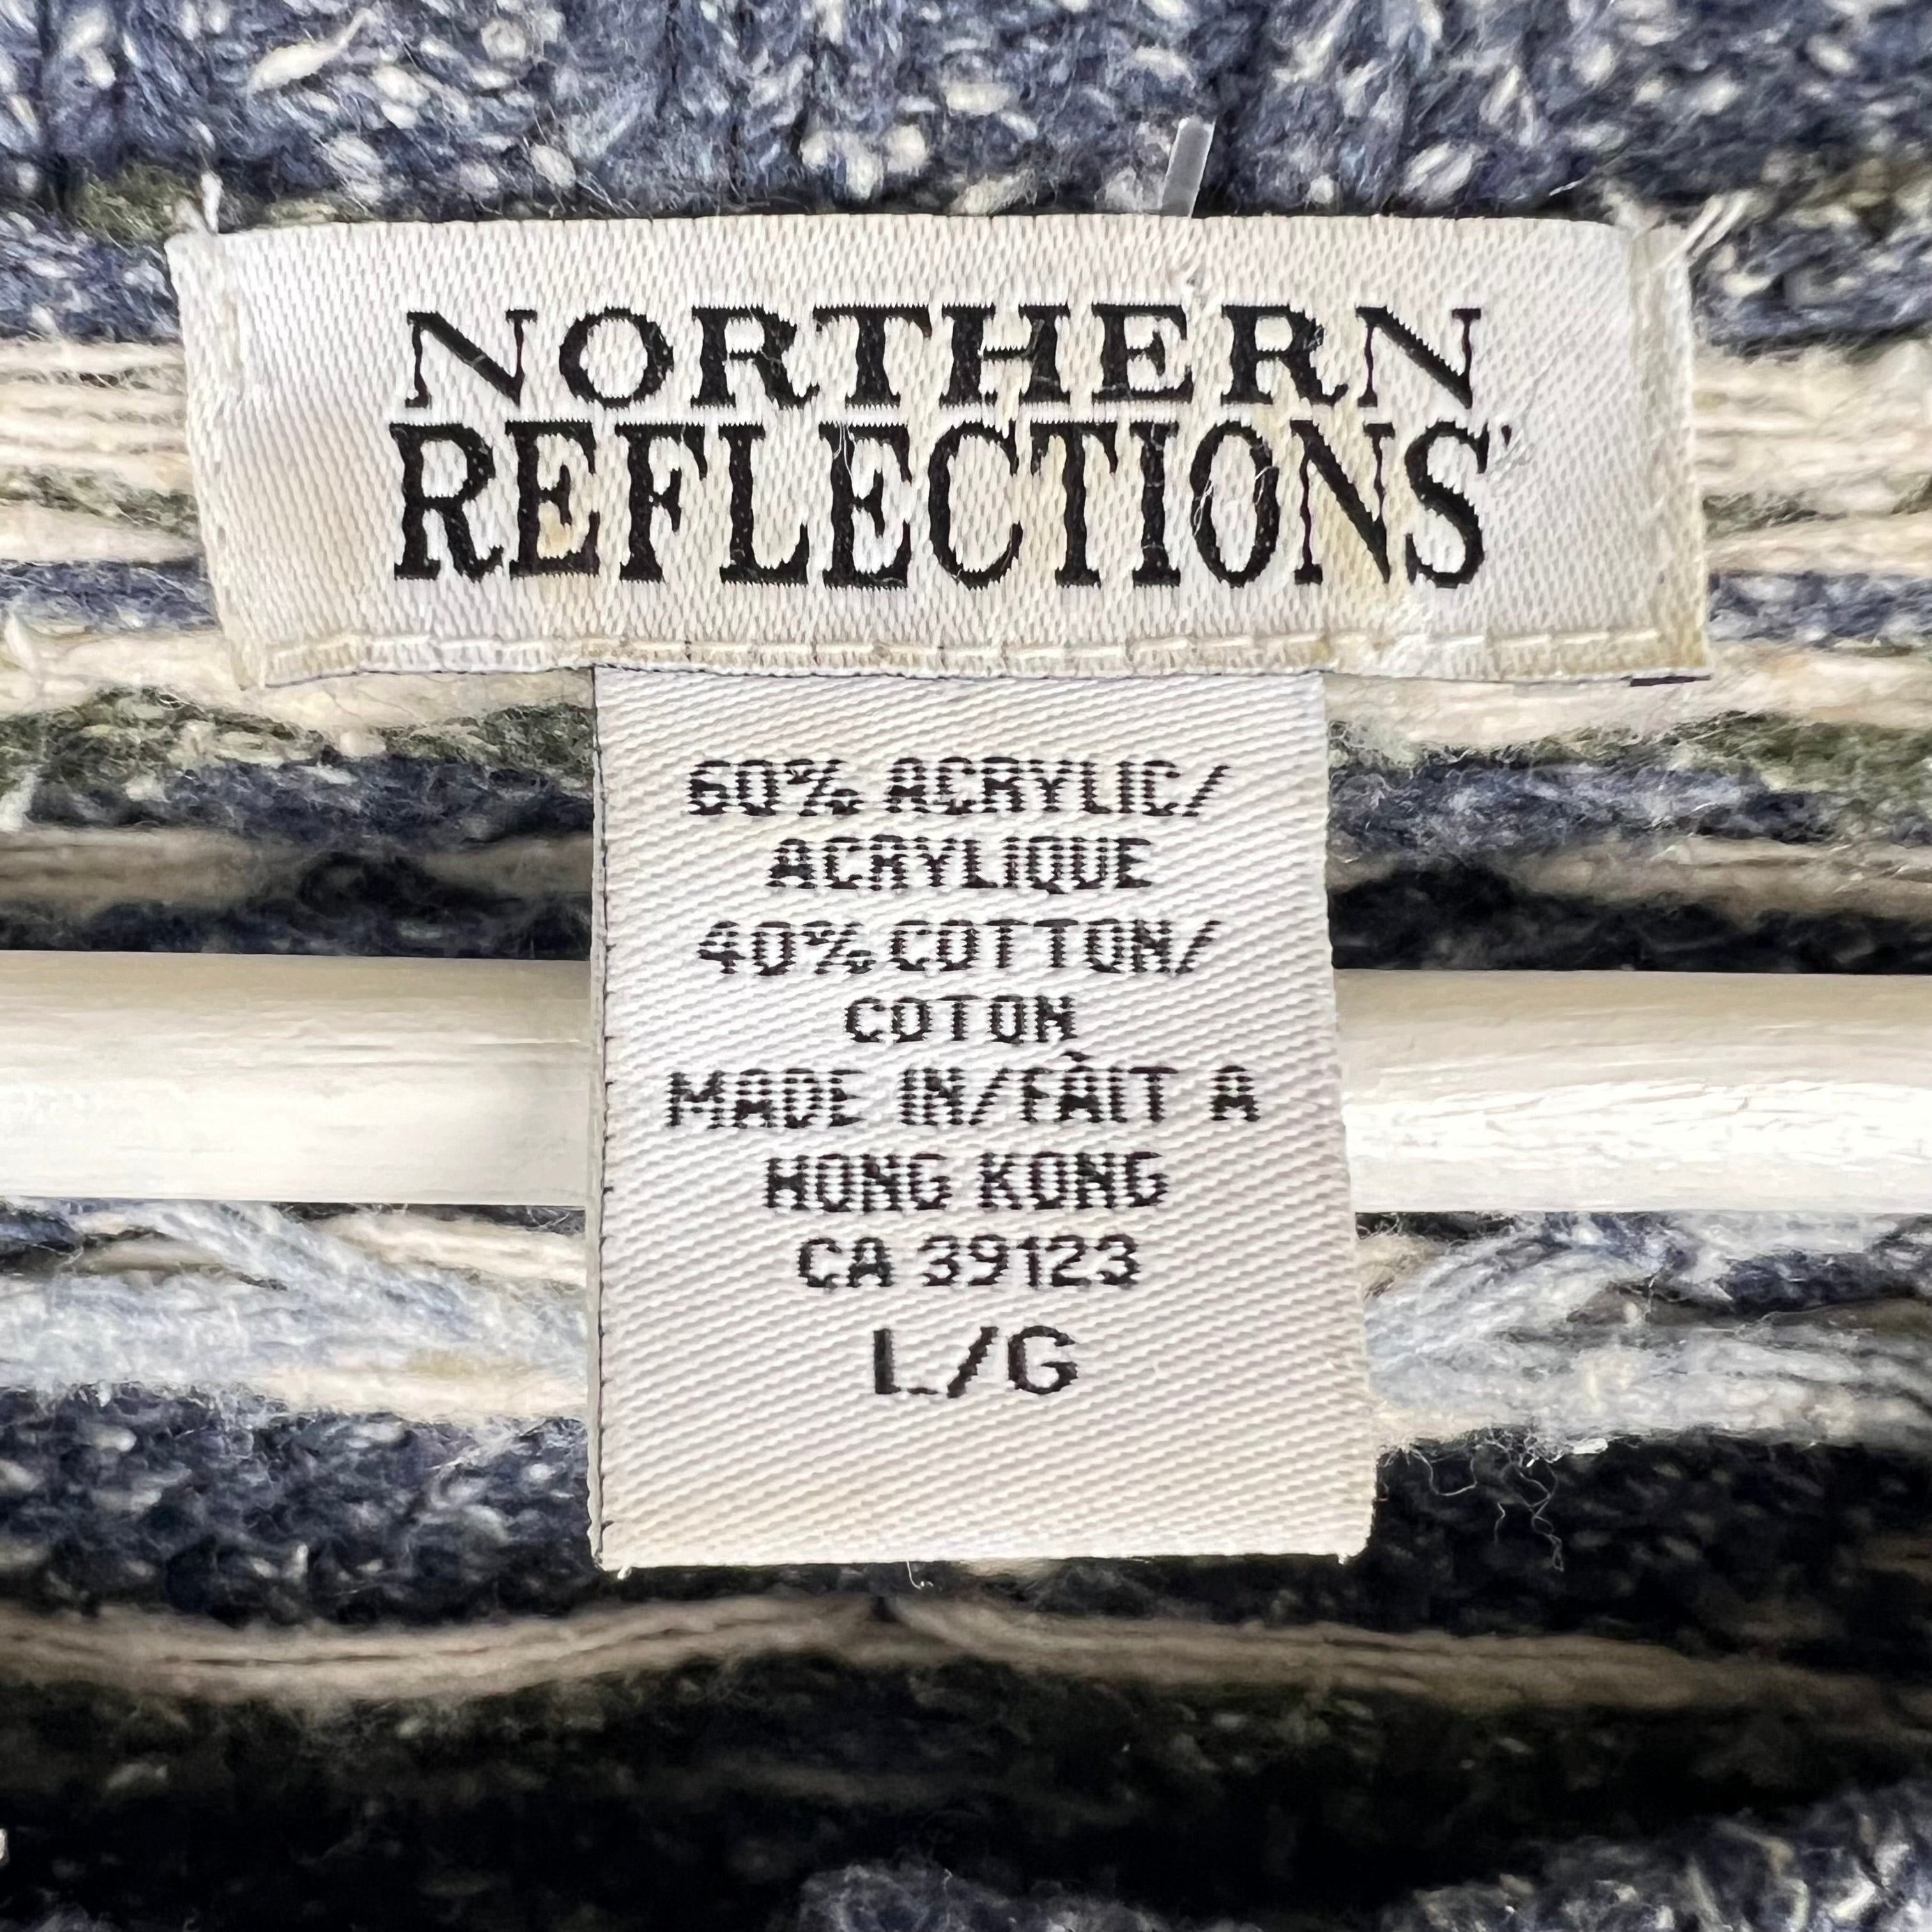 NORTHERN
REFLECTIONS
60% ACRYLIC/
ACRYLIQUE
40% COTTON/
COTON
MADE IN/FÀIT A
HONG KONG
CA 39123
L/G